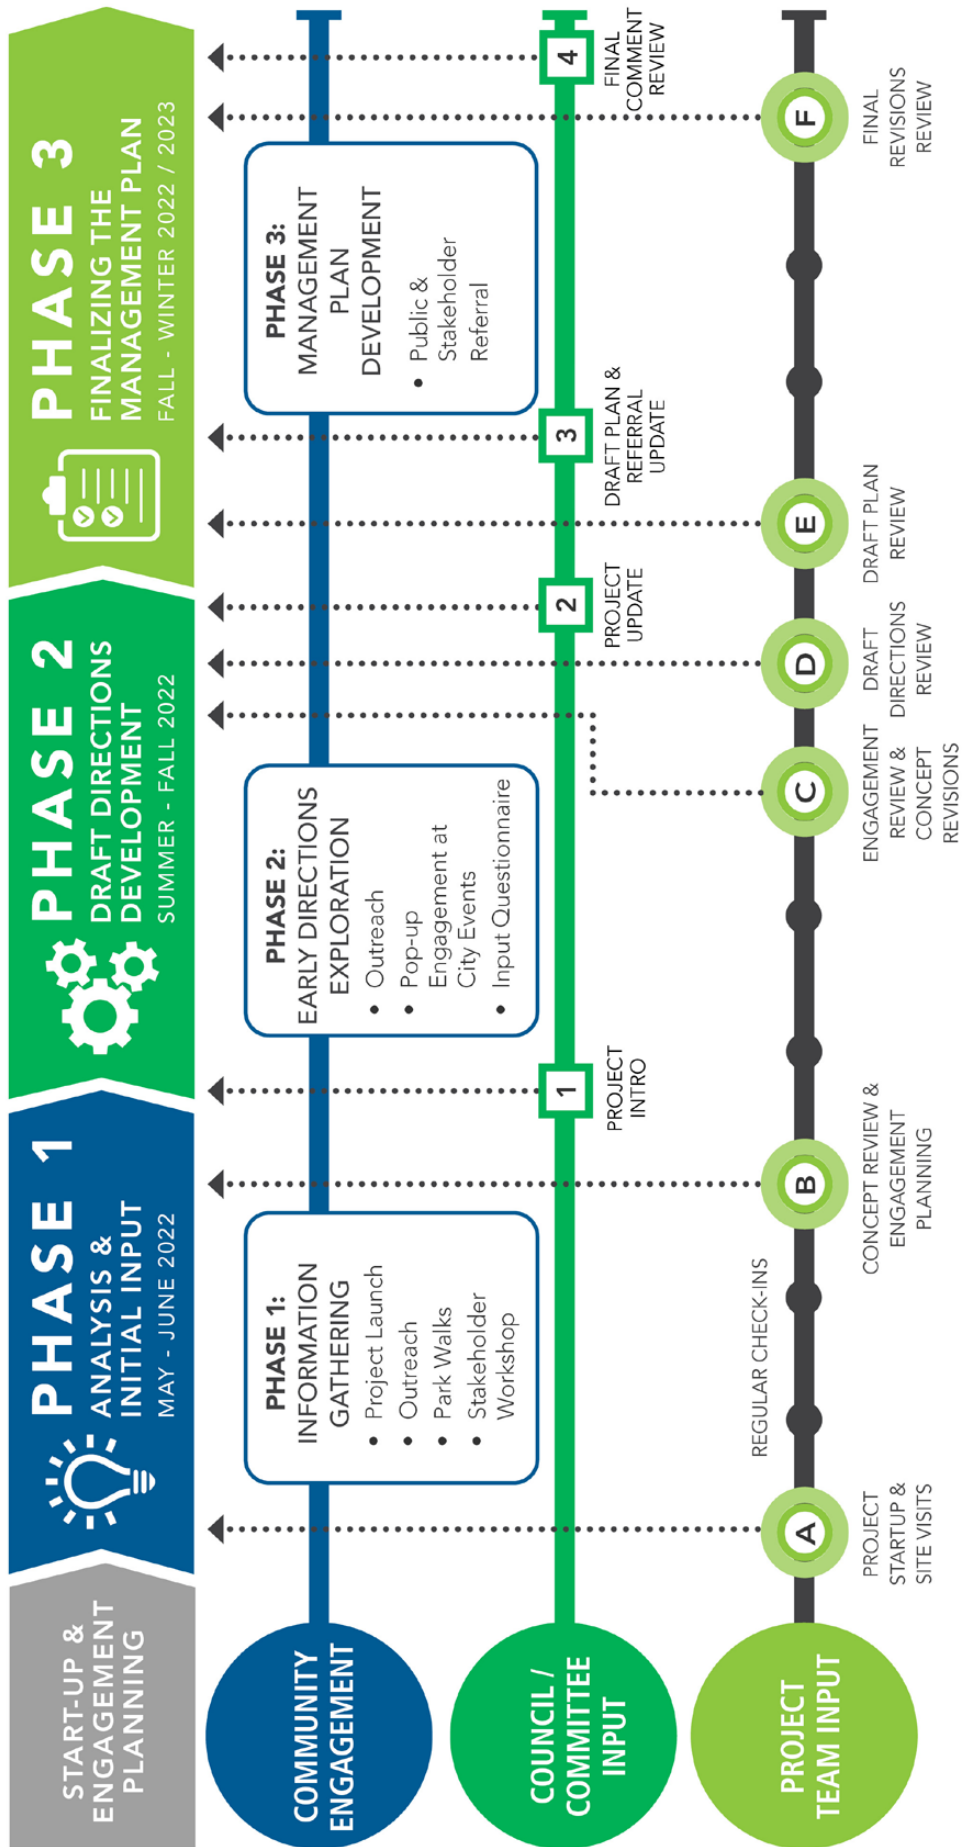 START-UP &
ENGAGEMENT
PLANNING
PHASE 1
ANALYSIS &
INITIAL INPUT
MAY - JUNE 2022
PHASE 2
DRAFT DIRECTIONS
DEVELOPMENT
SUMMER - FALL 2022
PHASE 3
FINALIZING THE
MANAGEMENT PLAN
FALL - WINTER 2022 / 2023
COMMUNITY
ENGAGEMENT
PHASE 1:
INFORMATION
GATHERING
• Project Launch
• Outreach
• Park Walks
• Stakeholder
Workshop
PHASE 2:
EARLY DIRECTIONS
EXPLORATION
• Outreach
• Pop-up
Engagement at
City Events
• Input Questionnaire
PHASE 3:
MANAGEMENT
PLAN
DEVELOPMENT
• Public &
Stakeholder
Referral
COUNCIL /
COMMITTEE
INPUT
1
PROJECT
INTRO
2
PROJECT
UPDATE
3
DRAFT PLAN &
REFERRAL
UPDATE
4
FINAL
COMMENT
REVIEW
PROJECT
TEAM INPUT
A
PROJECT
STARTUP &
SITE VISITS
REGULAR CHECK-INS
B
CONCEPT REVIEW &
ENGAGEMENT
PLANNING
C
ENGAGEMENT
REVIEW &
CONCEPT
REVISIONS
D
DRAFT
DIRECTIONS
REVIEW
E
DRAFT PLAN
REVIEW
F
FINAL
REVISIONS
REVIEW